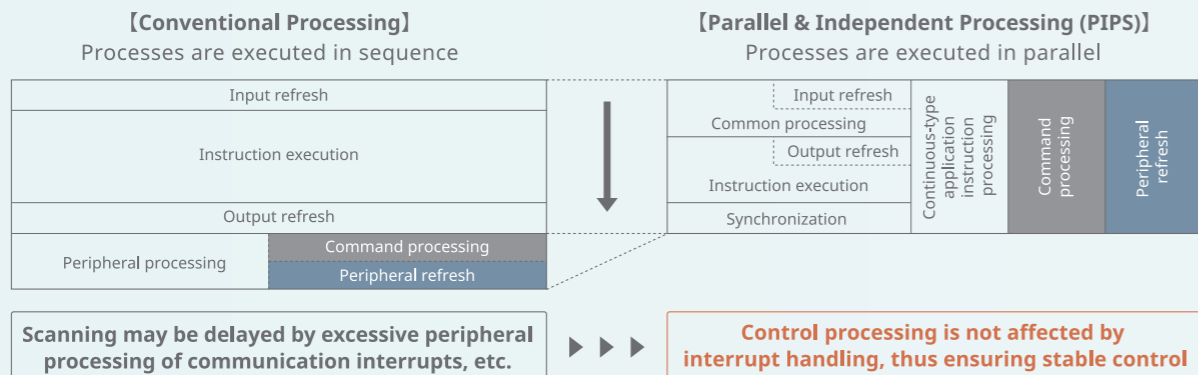 【Conventional Processing】
Processes are executed in sequence
Input refresh
Instruction execution
Output refresh
Peripheral processing
Command processing
Peripheral refresh
Scanning may be delayed by excessive peripheral
processing of communication interrupts, etc.
【Parallel & Independent Processing (PIPS)】
Processes are executed in parallel
Input refresh
Common processing
Output refresh
Instruction execution
Synchronization
Continuous-type
application
instruction
processing
Command
processing
Peripheral
refresh
Control processing is not affected by
interrupt handling, thus ensuring stable control